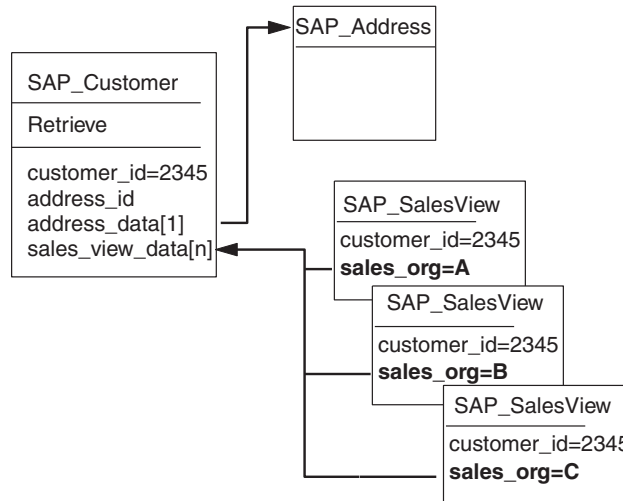 SAP_Address
SAP_Customer
Retrieve
customer_id=2345
address_id
address_data[1]
sales_view_data[n]
SAP_SalesView
customer_id=2345
sales_org=A
SAP_SalesView
customer_id=2345
sales_org=B
SAP_SalesView
customer_id=2345
sales_org=C